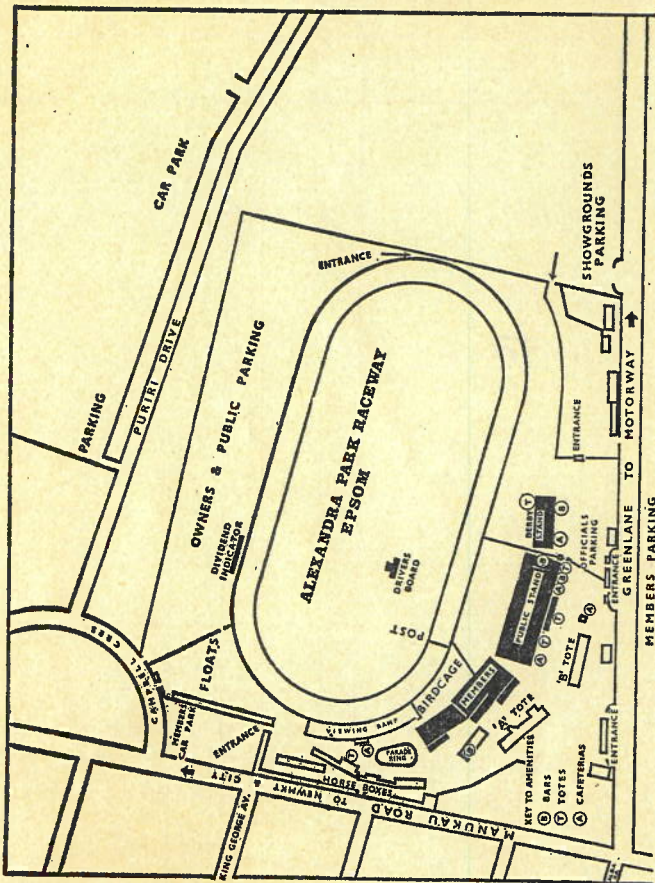 CAR PARK
PARKING
PURIRI DRIVE
OWNERS & PUBLIC PARKING
ENTRANCE
SHOWGROUNDS
PARKING
DIVIDEND
INDICATOR
ALEXANDRA PARK RACEWAY
EPSOM
DRIVERS
BOARD
POST
CAMPBELL CRES
FLOATS
MEMBERS
CAR PARK
ENTRANCE
CITY
TO NEWMKT
KING GEORGE AV.
MANUKAU ROAD
HORSE BOXES
PARADE
RING
VIEWING RAMP
BIRDCAGE
MEMBERS
'A' TOTE
'B' TOTE
PUBLIC STAND
DERBY
STAND
OFFICIALS
PARKING
ENTRANCE
ENTRANCE
ENTRANCE
GREENLANE TO MOTORWAY
MEMBERS PARKING
KEY TO AMENITIES
B BARS
T TOTES
A CAFETERIAS